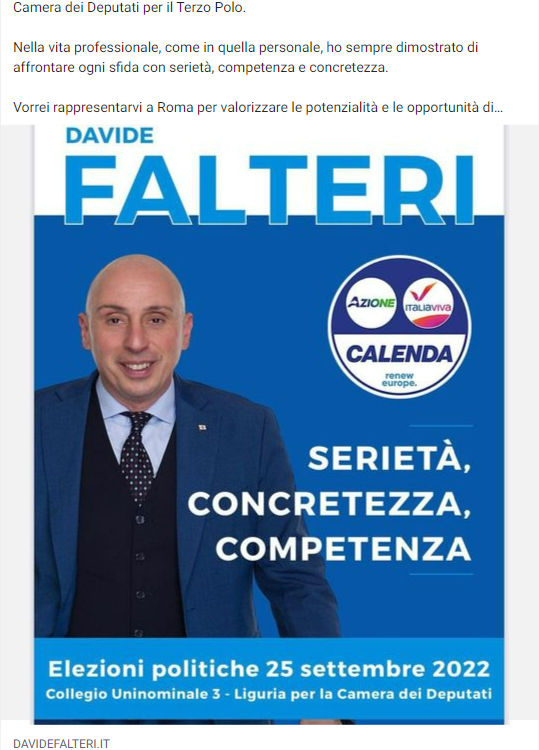 Camera dei Deputati per il Terzo Polo.
Nella vita professionale, come in quella personale, ho sempre dimostrato di
affrontare ogni sfida con serietà, competenza e concretezza.
Vorrei rappresentarvi a Roma per valorizzare le potenzialità e le opportunità di...
DAVIDE
FALTERI
AZIONE
ITALIAVIVA
CALENDA
renew
europe.
SERIETÀ,
CONCRETEZZA,
COMPETENZA
Elezioni politiche 25 settembre 2022
Collegio Uninominale 3 - Liguria per la Camera dei Deputati
DAVIDEFALTERI.IT